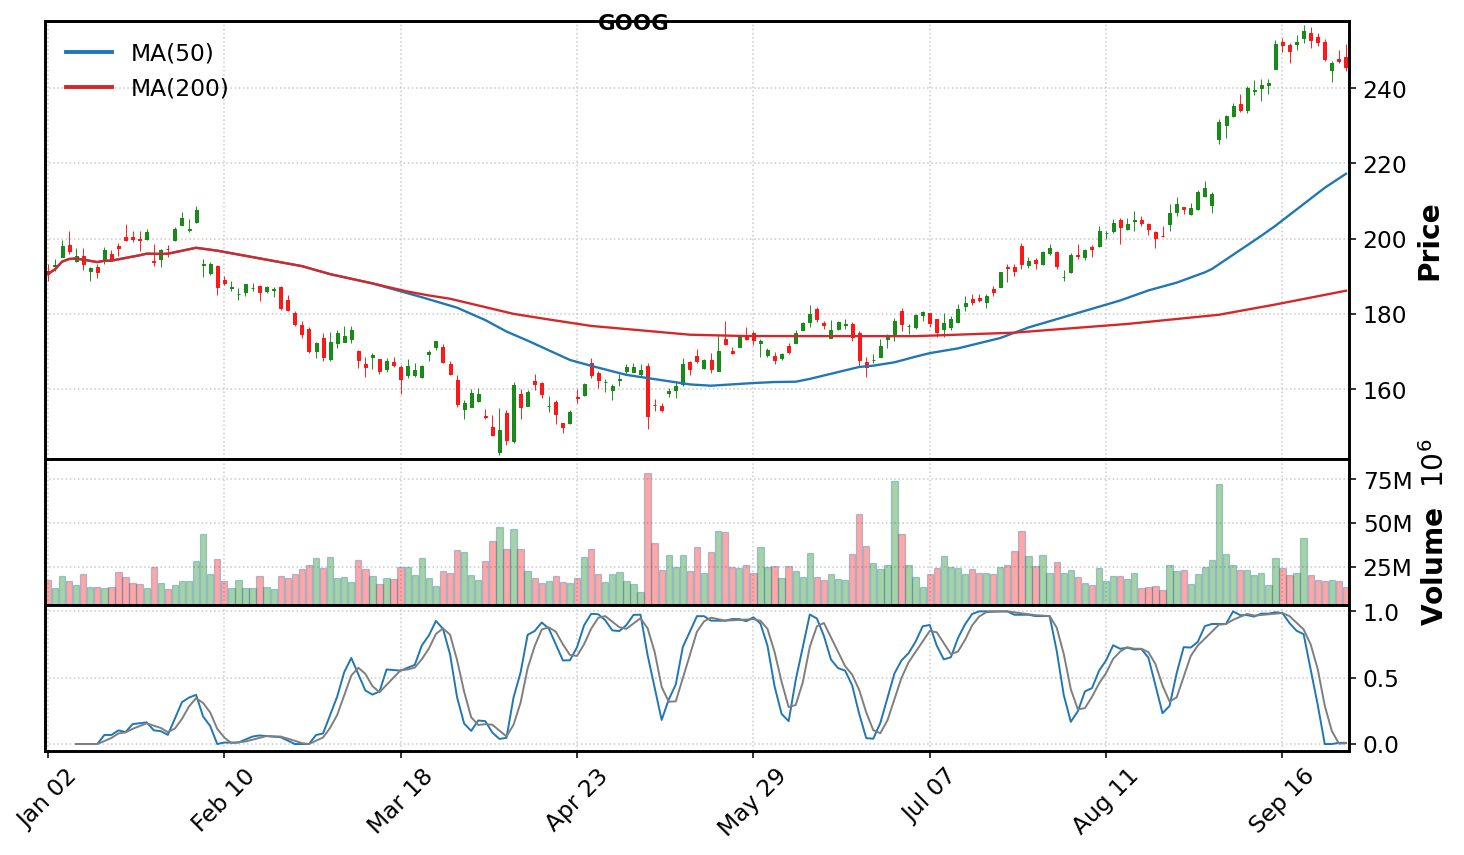 GOOG
MA(50)
MA(200)
240
220
200
180
160
Price
75M
50M
25M
Volume 10⁶
1.0
0.5
0.0
Jan 02
Feb 10
Mar 18
Apr 23
May 29
Jul 07
Aug 11
Sep 16